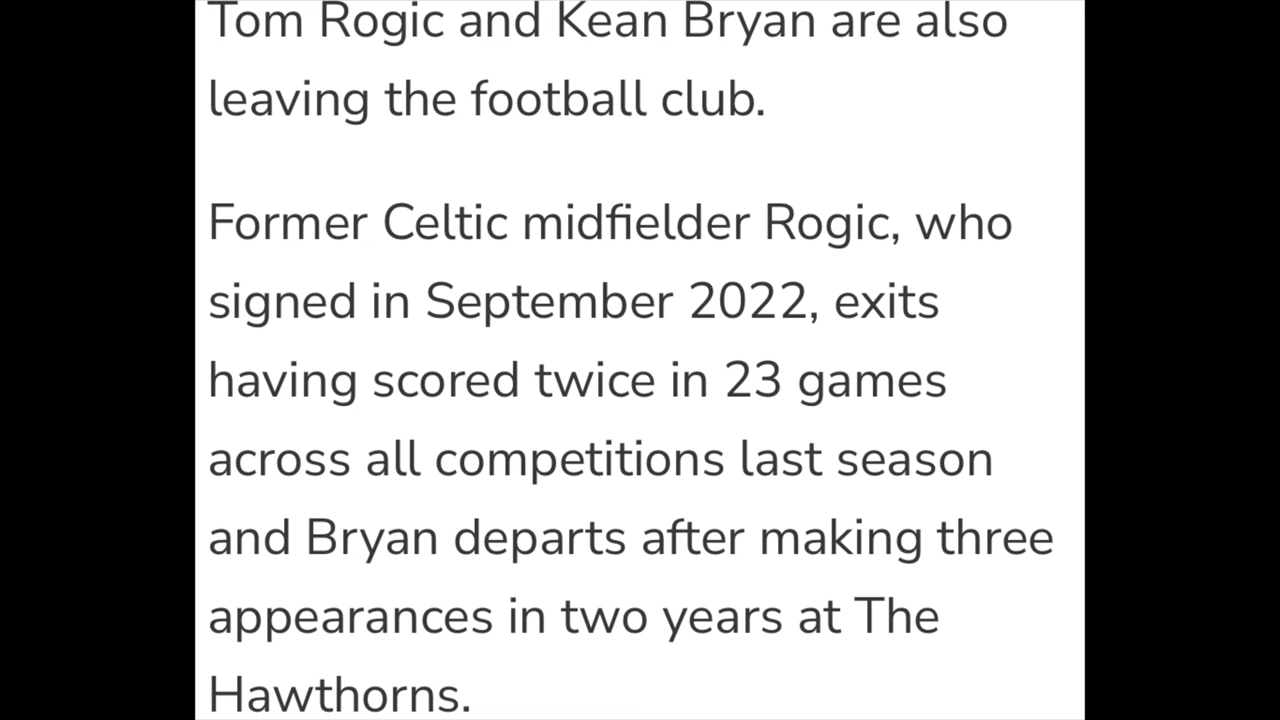 Tom Rogic and Kean Bryan are also
leaving the football club.
Former Celtic midfielder Rogic, who
signed in September 2022, exits
having scored twice in 23 games
across all competitions last season
and Bryan departs after making three
appearances in two years at The
Hawthorns.